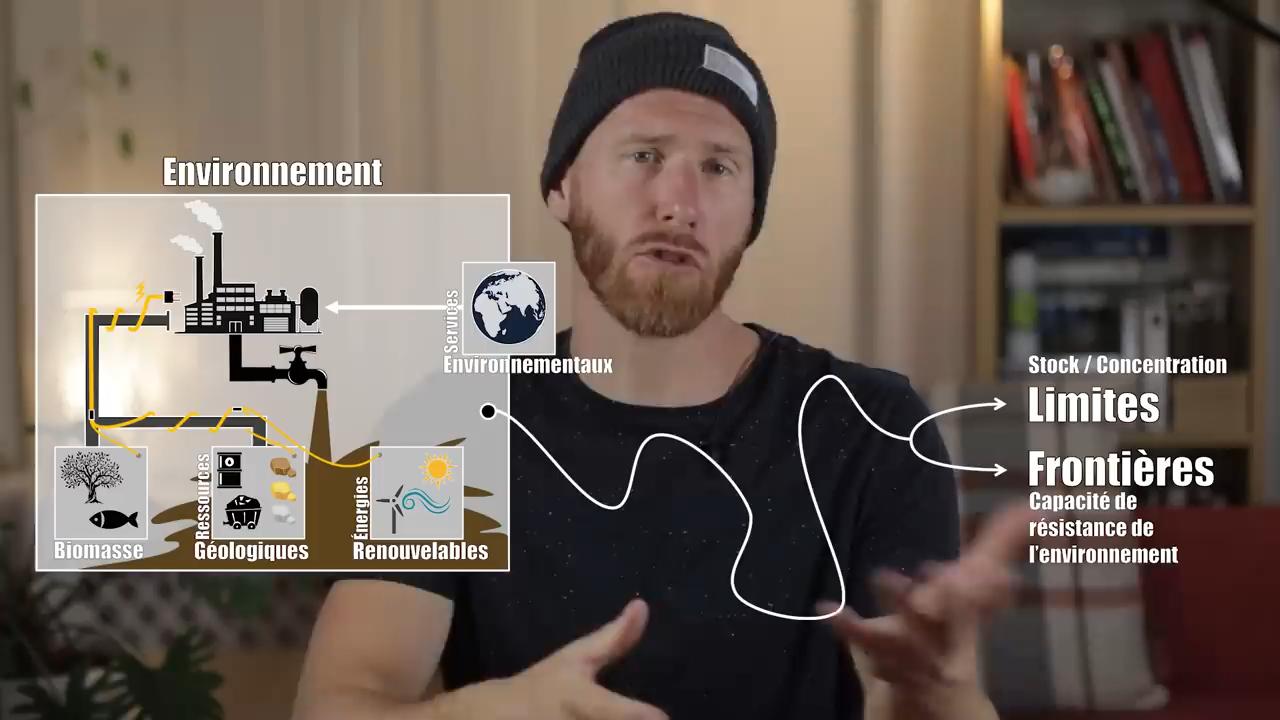 Environnement
Services
Environnementaux
Stock / Concentration
Limites
Frontières
Capacité de
résistance de
l'environnement
Biomasse
Ressources
Géologiques
Énergies
Renouvelables